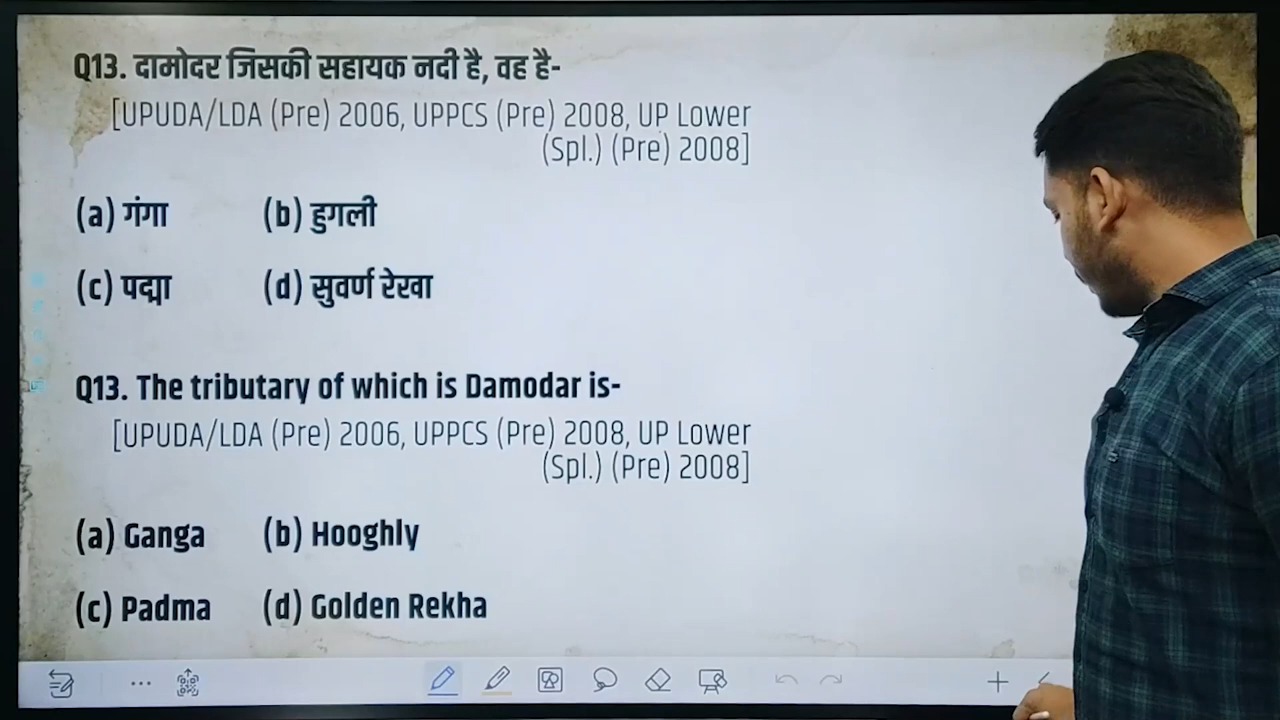 Q13. दामोदर जिसकी सहायक नदी है, वह है-
[UPUDA/LDA (Pre) 2006, UPPCS (Pre) 2008, UP Lower
(Spl.) (Pre) 2008]
(a) गंगा (b) हुगली
(c) पद्मा (d) सुवर्ण रेखा
Q13. The tributary of which is Damodar is-
[UPUDA/LDA (Pre) 2006, UPPCS (Pre) 2008, UP Lower
(Spl.) (Pre) 2008]
(a) Ganga (b) Hooghly
(c) Padma (d) Golden Rekha